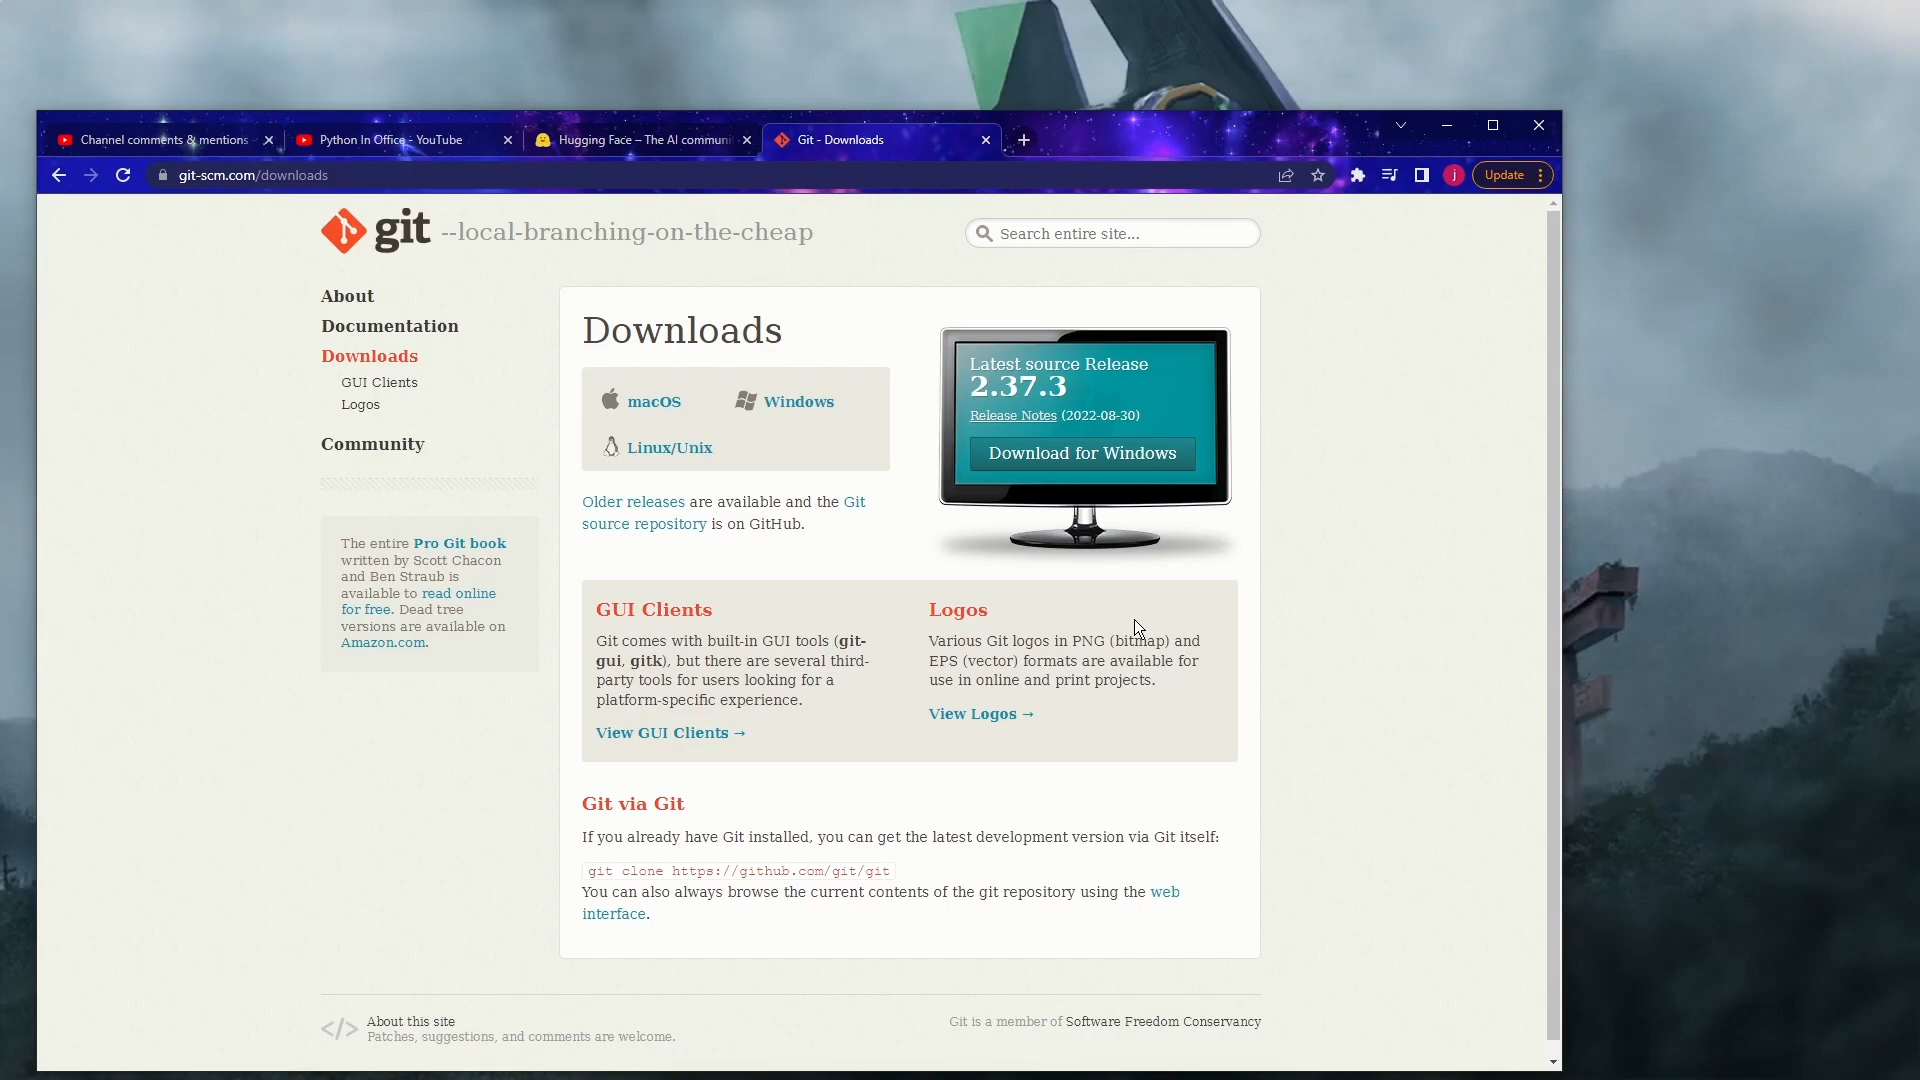 Channel comments & mentions
Python In Office - YouTube
Hugging Face – The AI communi
Git - Downloads
git-scm.com/downloads
j
Update
git --local-branching-on-the-cheap
Search entire site...
About
Documentation
Downloads
GUI Clients
Logos
Community
The entire Pro Git book
written by Scott Chacon
and Ben Straub is
available to read online
for free. Dead tree
versions are available on
Amazon.com.
Downloads
macOS
Windows
Linux/Unix
Older releases are available and the Git
source repository is on GitHub.
Latest source Release
2.37.3
Release Notes (2022-08-30)
Download for Windows
GUI Clients
Git comes with built-in GUI tools (git-
gui, gitk), but there are several third-
party tools for users looking for a
platform-specific experience.
View GUI Clients →
Logos
Various Git logos in PNG (bitmap) and
EPS (vector) formats are available for
use in online and print projects.
View Logos →
Git via Git
If you already have Git installed, you can get the latest development version via Git itself:
git clone https://github.com/git/git
You can also always browse the current contents of the git repository using the web
interface.
</> About this site
Patches, suggestions, and comments are welcome.
Git is a member of Software Freedom Conservancy